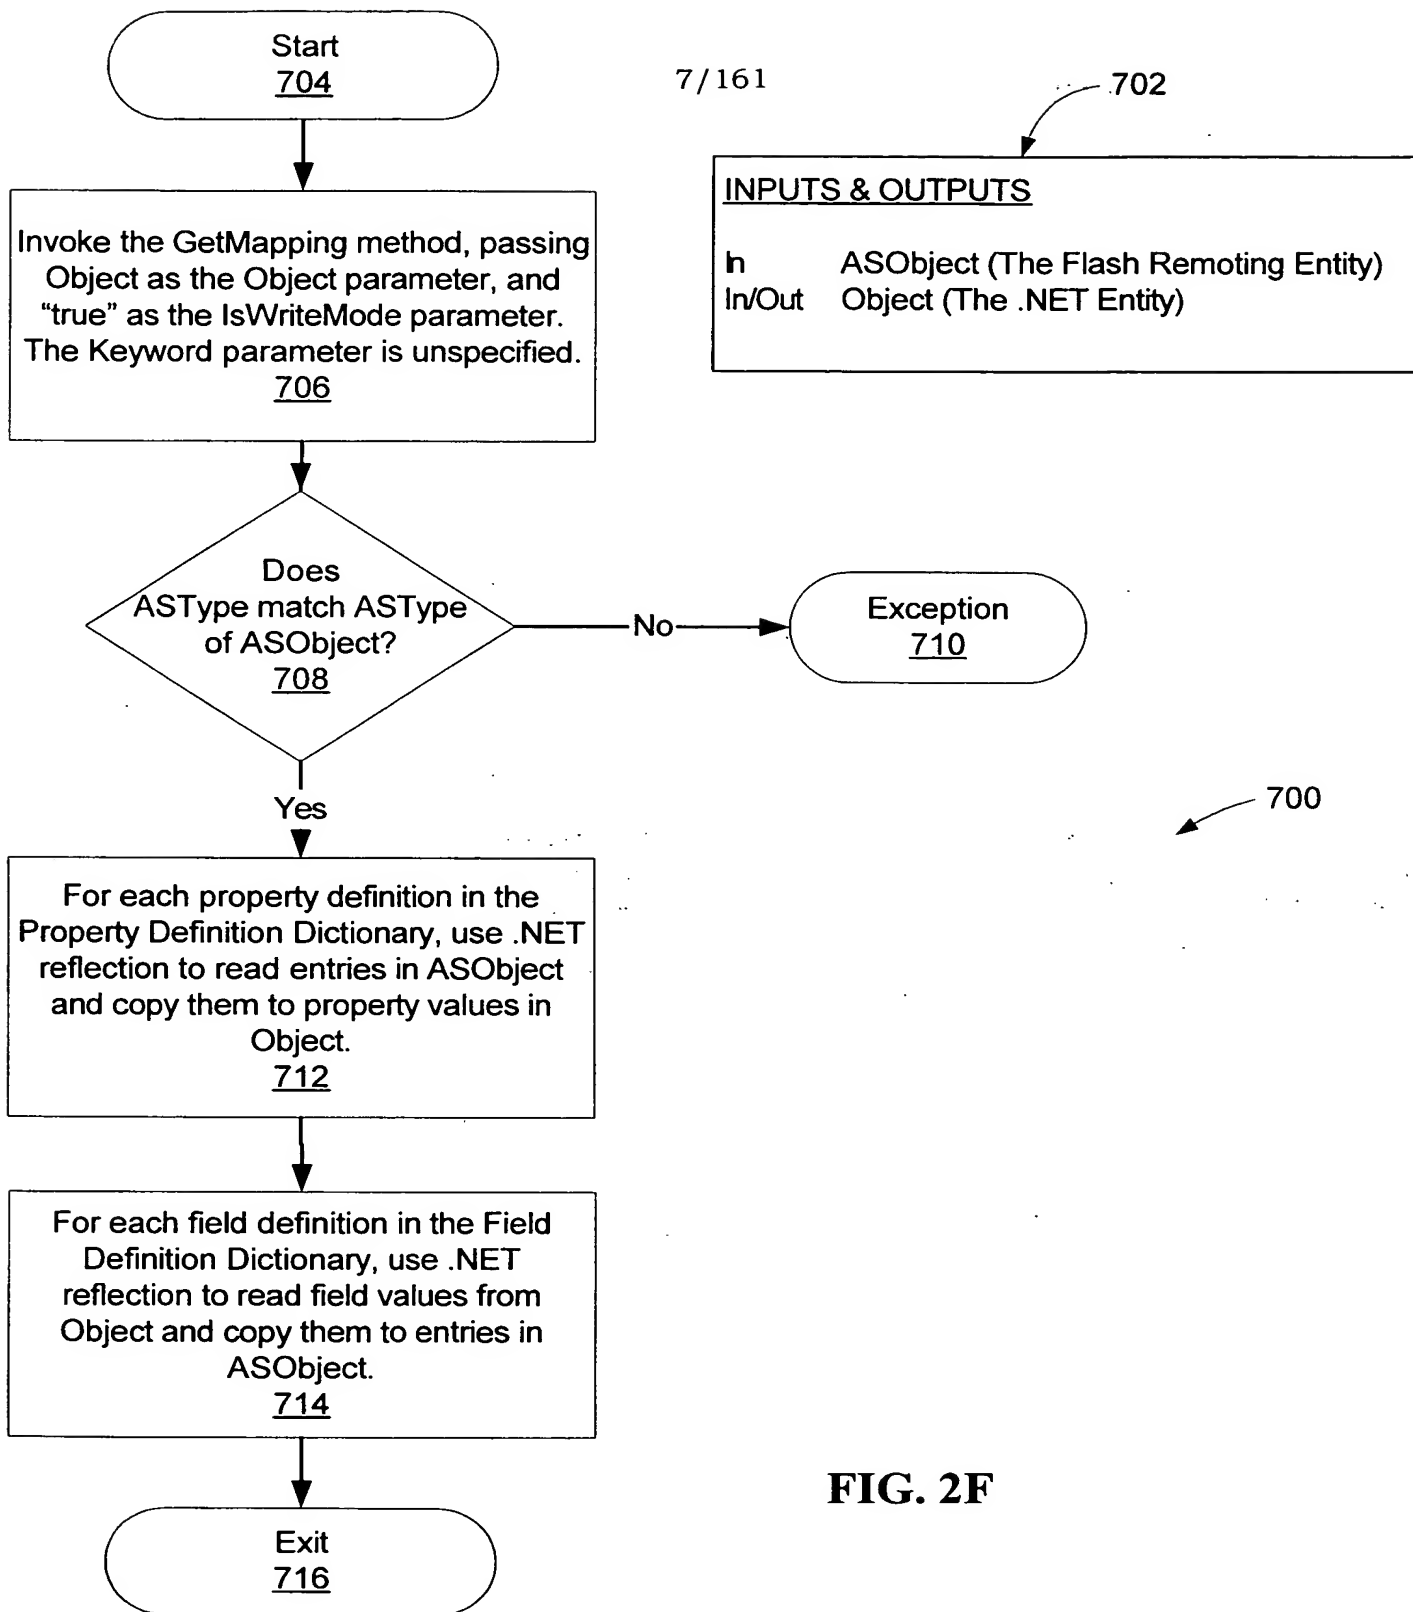 Start
704
7/161
702
INPUTS & OUTPUTS
In ASObject (The Flash Remoting Entity)
In/Out Object (The .NET Entity)
Invoke the GetMapping method, passing
Object as the Object parameter, and
“true” as the IsWriteMode parameter.
The Keyword parameter is unspecified.
706
Does
ASType match ASType
of ASObject?
708
No
Exception
710
Yes
700
For each property definition in the
Property Definition Dictionary, use .NET
reflection to read entries in ASObject
and copy them to property values in
Object.
712
For each field definition in the Field
Definition Dictionary, use .NET
reflection to read field values from
Object and copy them to entries in
ASObject.
714
FIG. 2F
Exit
716